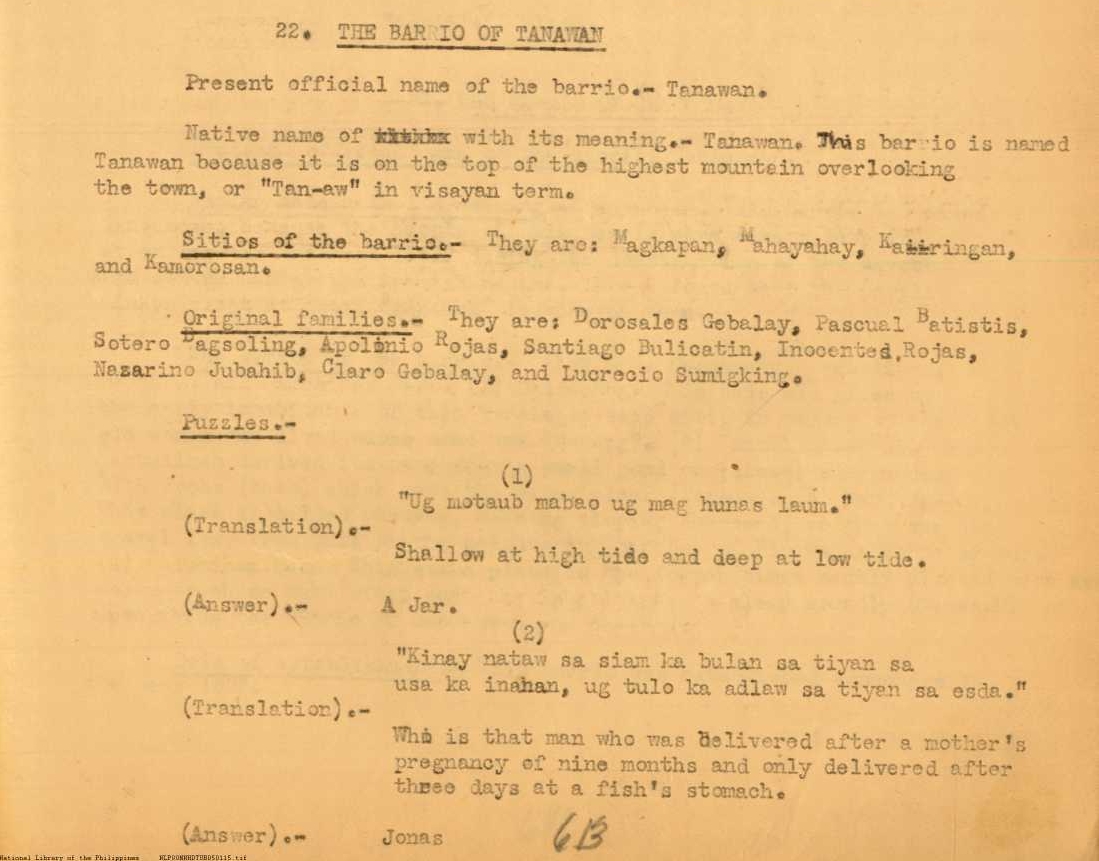 22. THE BARRIO OF TANAWAN
Present official name of the barrio.- Tanawan.
Native name of with its meaning.- Tanawan. This barrio is named
Tanawan because it is on the top of the highest mountain overlooking
the town, or "Tan-aw" in visayan term.
Sitios of the barrio.- They are: Magkapan, Mahayahay, Kaiiringan,
and Kamorosan.
Original families.- They are: Dorosales Gebalay, Pascual Batistis,
Sotero Dagsoling, Apolonio Rojas, Santiago Bulicatin, Inocented,Rojas,
Nazarino Jubahib, Claro Gebalay, and Lucrecio Sumigking.
Puzzles.-
(1)
"Ug motaub mabao ug mag hunas laum."
(Translation).-
Shallow at high tide and deep at low tide.
(Answer).- A Jar.
(2)
"Kinay nataw sa siam ka bulan sa tiyan sa
usa ka inahan, ug tulo ka adlaw sa tiyan sa esda."
(Translation).-
Who is that man who was delivered after a mother's
pregnancy of nine months and only delivered after
three days at a fish's stomach.
(Answer).- Jonas
613
National Library of the Philippines NLPR0NHHDT0B050115.tif